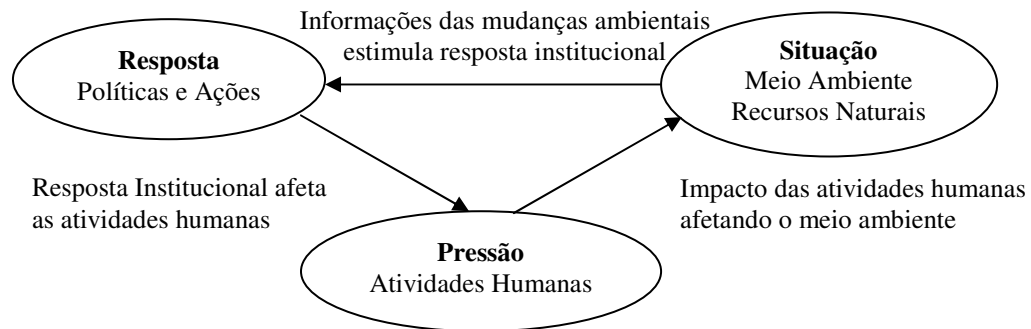 Informações das mudanças ambientais
estimula resposta institucional
Resposta
Políticas e Ações
Situação
Meio Ambiente
Recursos Naturais
Resposta Institucional afeta
as atividades humanas
Impacto das atividades humanas
afetando o meio ambiente
Pressão
Atividades Humanas